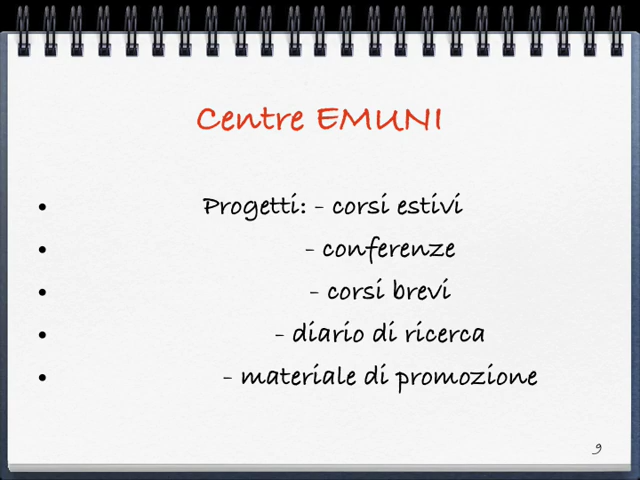 Centre EMUNI
• Progetti: - corsi estivi
• - conferenze
• - corsi brevi
• - diario di ricerca
• - materiale di promozione
9